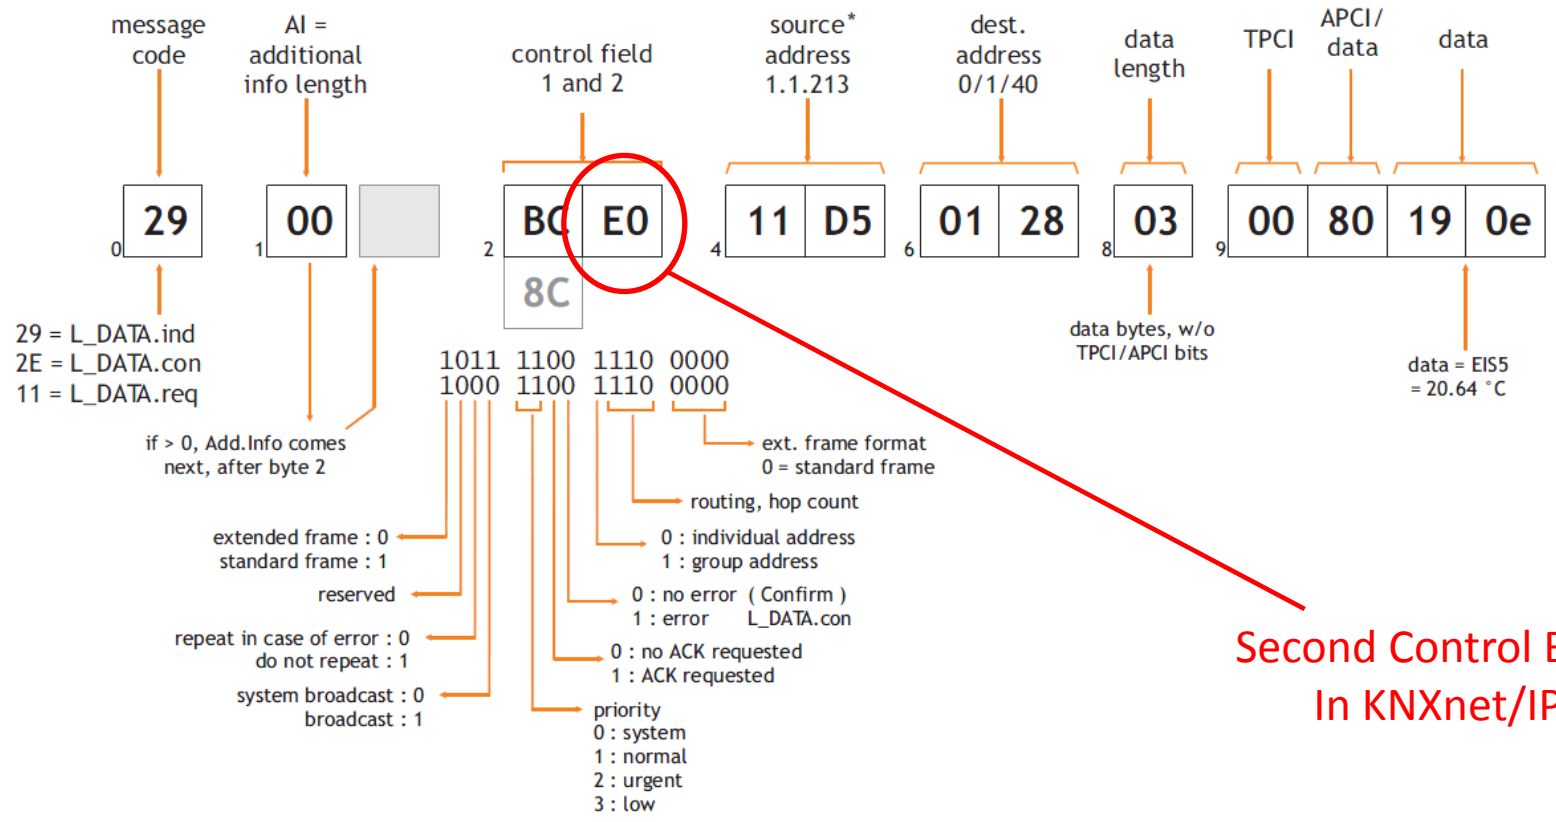 message
code
AI =
additional
info length
control field
1 and 2
source*
address
1.1.213
dest.
address
0/1/40
data
length
TPCI
APCI/
data
data
29
00
BC E0
11 D5
01 28
03
00 80 19 0e
0
1
2
4
6
8
9
8C
29 = L_DATA.ind
2E = L_DATA.con
11 = L_DATA.req
data bytes, w/o
TPCI/APCI bits
data = EIS5
= 20.64 °C
1011 1100 1110 0000
1000 1100 1110 0000
if > 0, Add.Info comes
next, after byte 2
ext. frame format
0 = standard frame
routing, hop count
extended frame : 0
standard frame : 1
0 : individual address
1 : group address
reserved
0 : no error ( Confirm )
1 : error L_DATA.con
repeat in case of error : 0
do not repeat : 1
0 : no ACK requested
1 : ACK requested
system broadcast : 0
broadcast : 1
priority
0 : system
1 : normal
2 : urgent
3 : low
Second Control
In KNXnet/IP